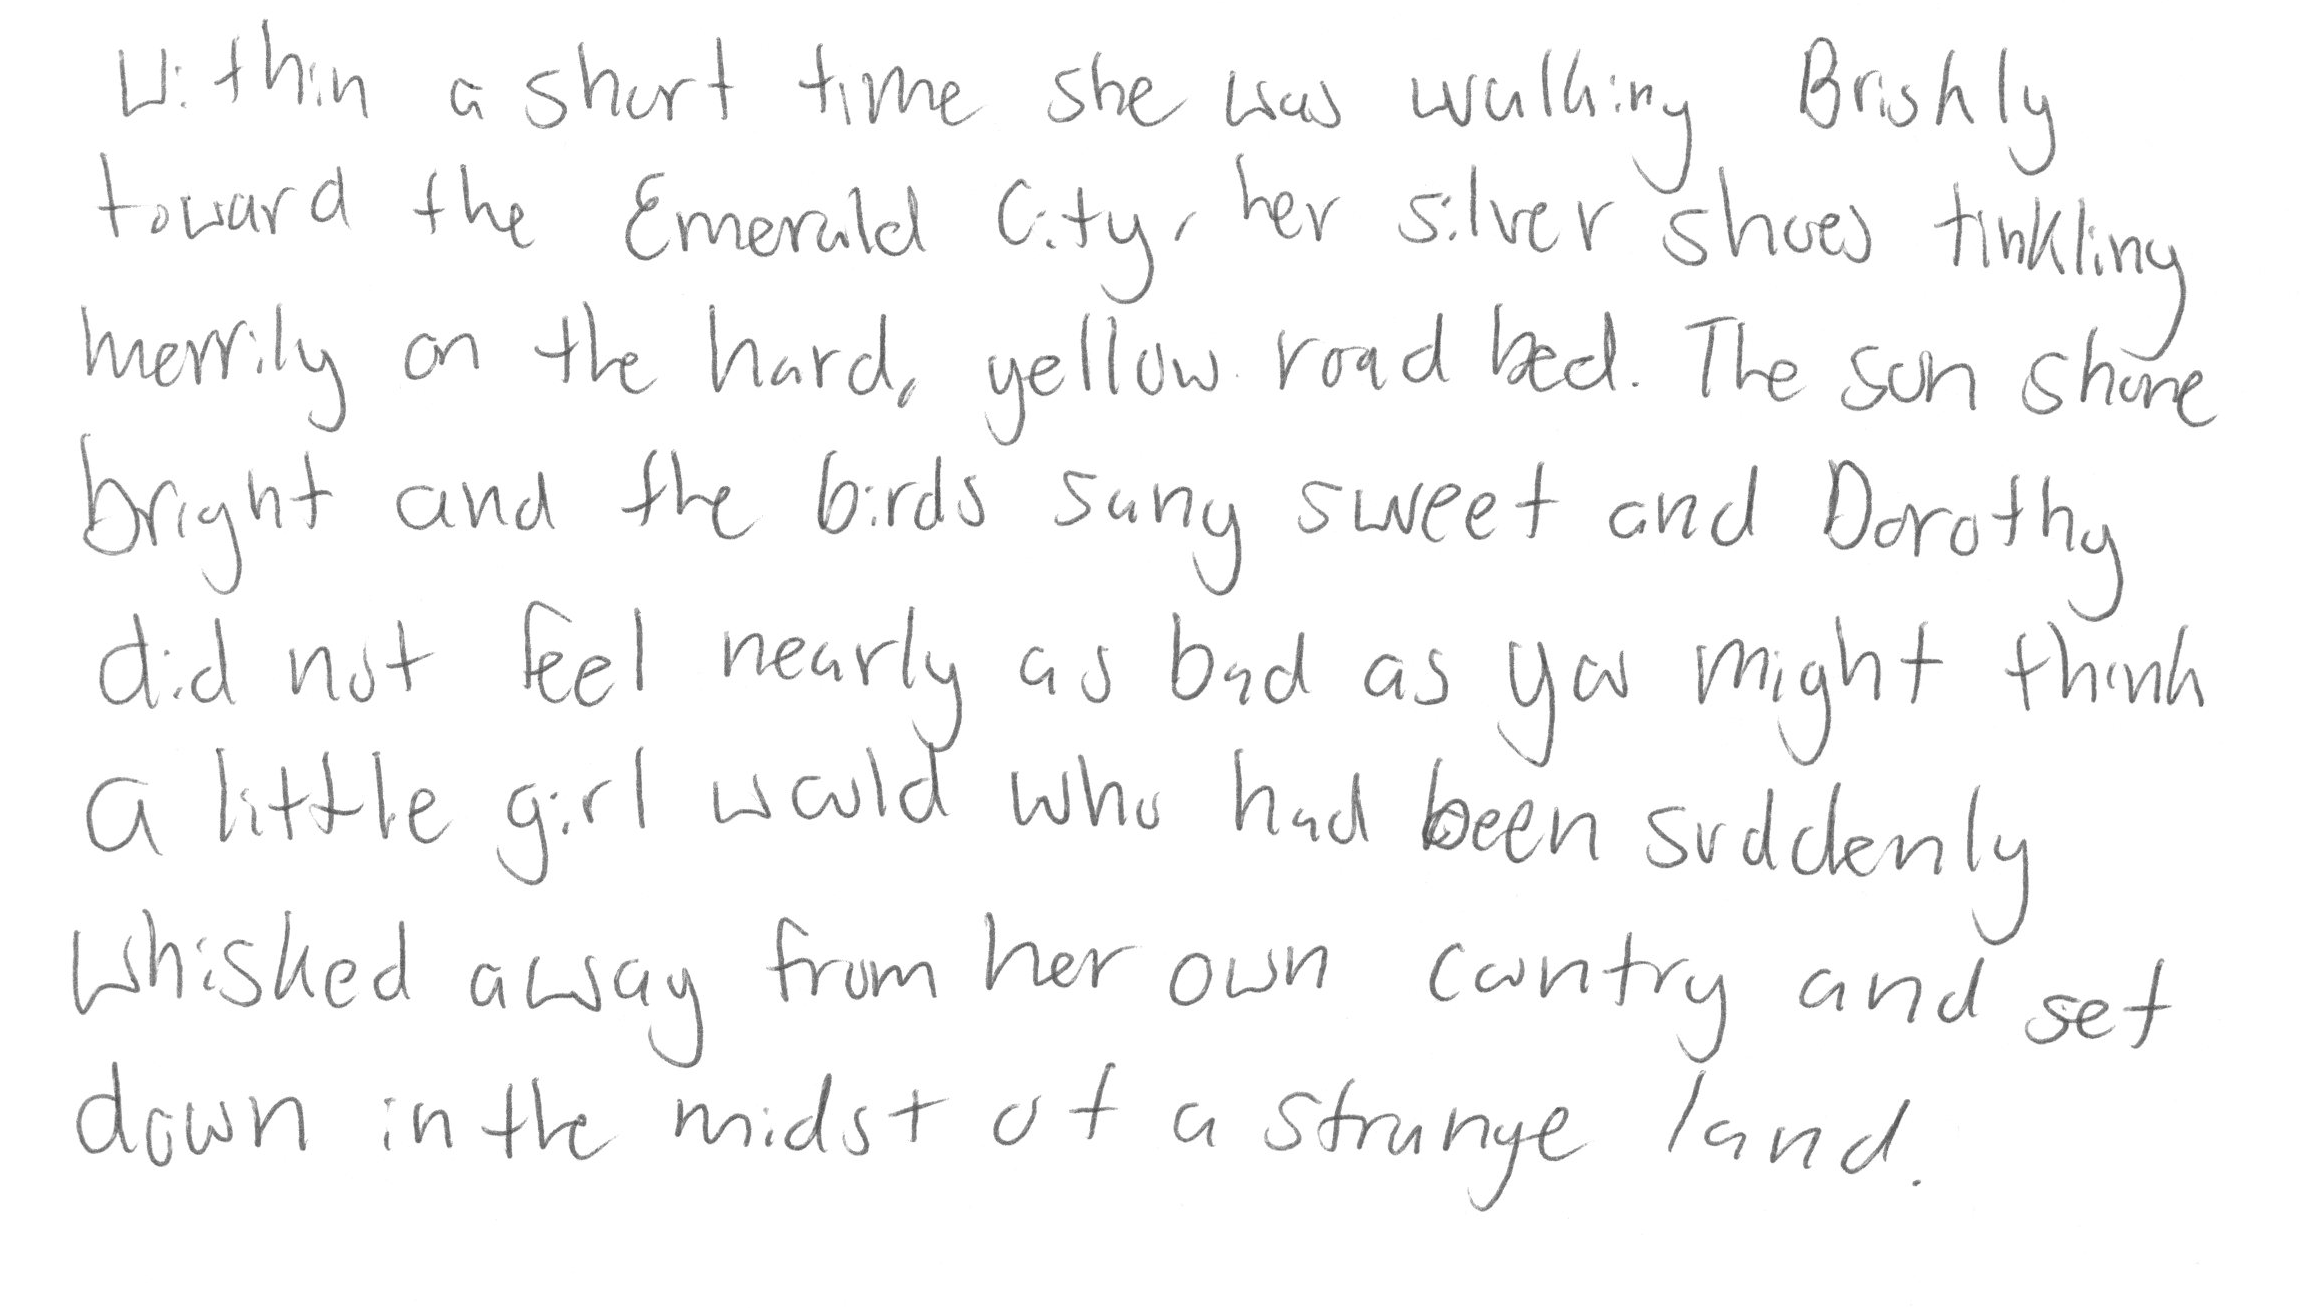 Within a short time she was walking Briskly
toward the Emerald City, her silver shoes tinkling
merrily on the hard, yellow road bed. The sun shone
bright and the birds sang sweet and Dorothy
did not feel nearly as bad as you might think
a little girl would who had been suddenly
whisked away from her own country and set
down in the midst of a strange land.